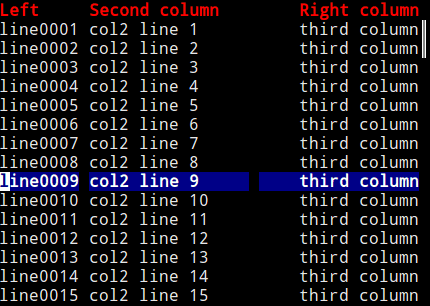 Left Second column Right column
line0001 col2 line 1 third column
line0002 col2 line 2 third column
line0003 col2 line 3 third column
line0004 col2 line 4 third column
line0005 col2 line 5 third column
line0006 col2 line 6 third column
line0007 col2 line 7 third column
line0008 col2 line 8 third column
line0009 col2 line 9 third column
line0010 col2 line 10 third column
line0011 col2 line 11 third column
line0012 col2 line 12 third column
line0013 col2 line 13 third column
line0014 col2 line 14 third column
line0015 col2 line 15 third column